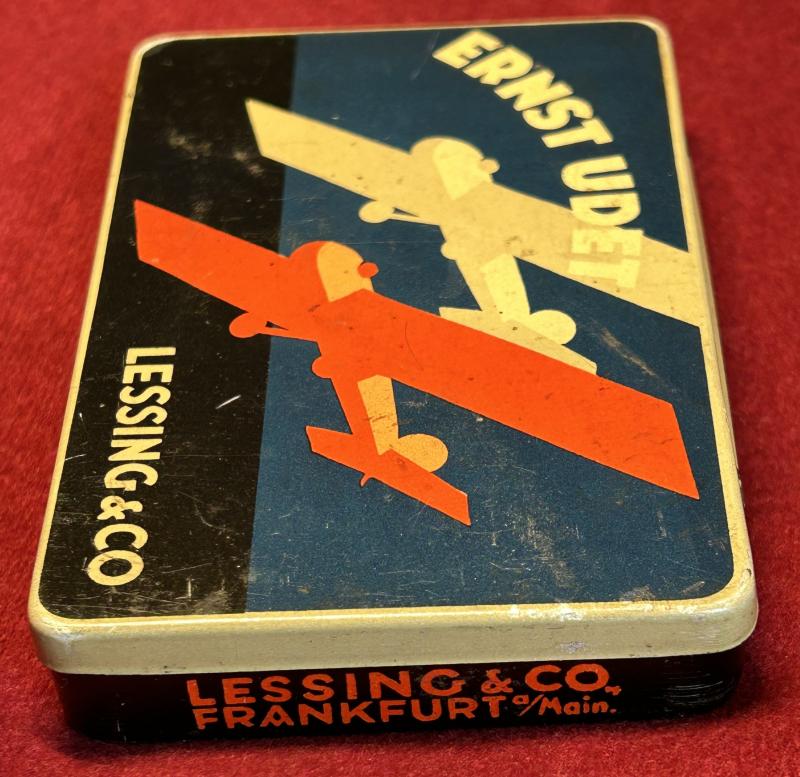 ERNST UDET
LESSING & CO
LESSING & CO.
FRANKFURT a/Main.